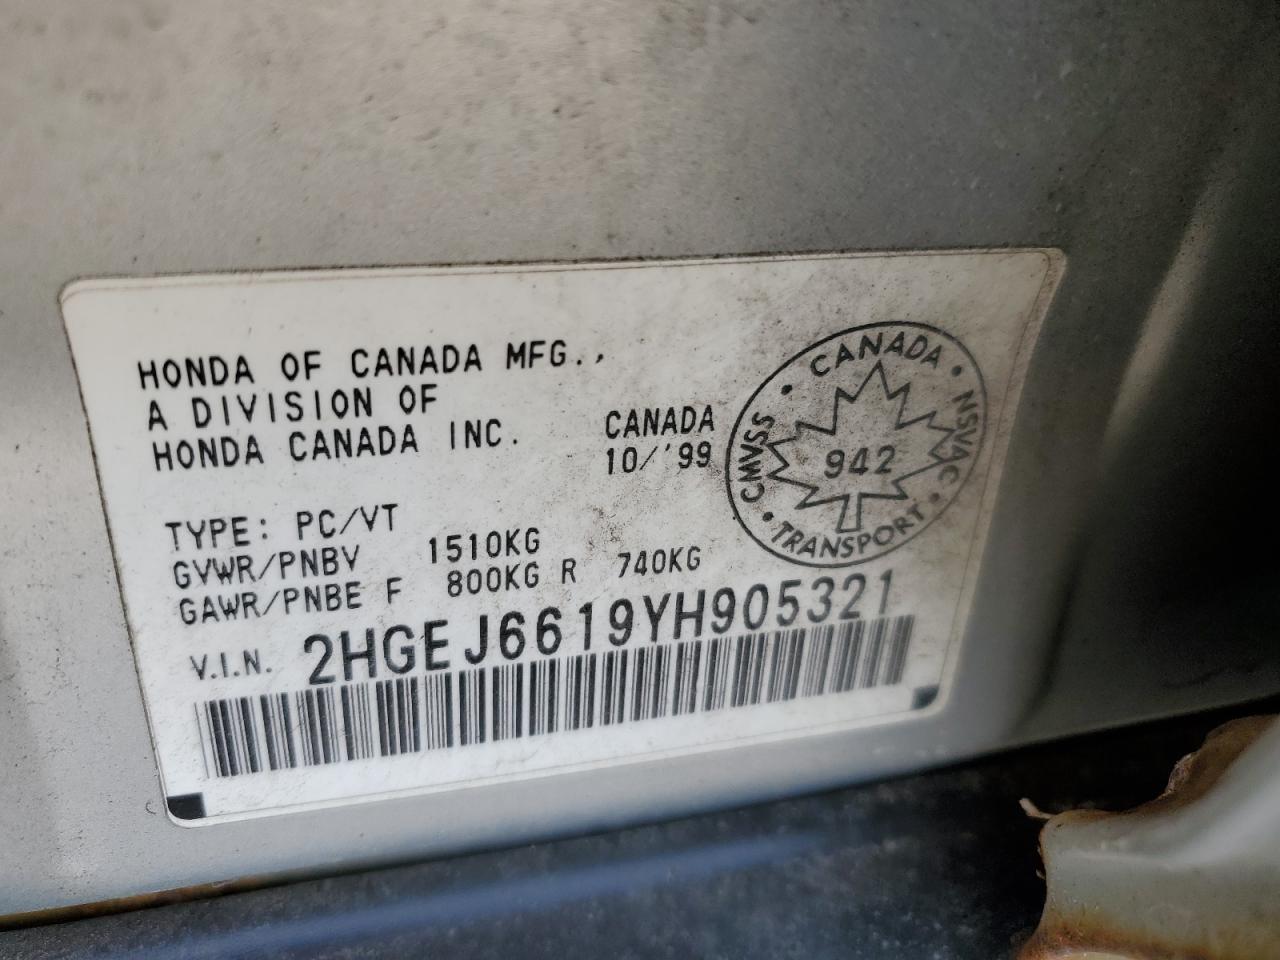 HONDA OF CANADA MFG.,
A DIVISION OF
HONDA CANADA INC.
CANADA
10/'99
CANADA • NSVAC • TRANSPORT • CMVSS •
942
TYPE: PC/VT
GVWR/PNBV 1510KG
GAWR/PNBE F 800KG R 740KG
V.I.N. 2HGEJ6619YH905321